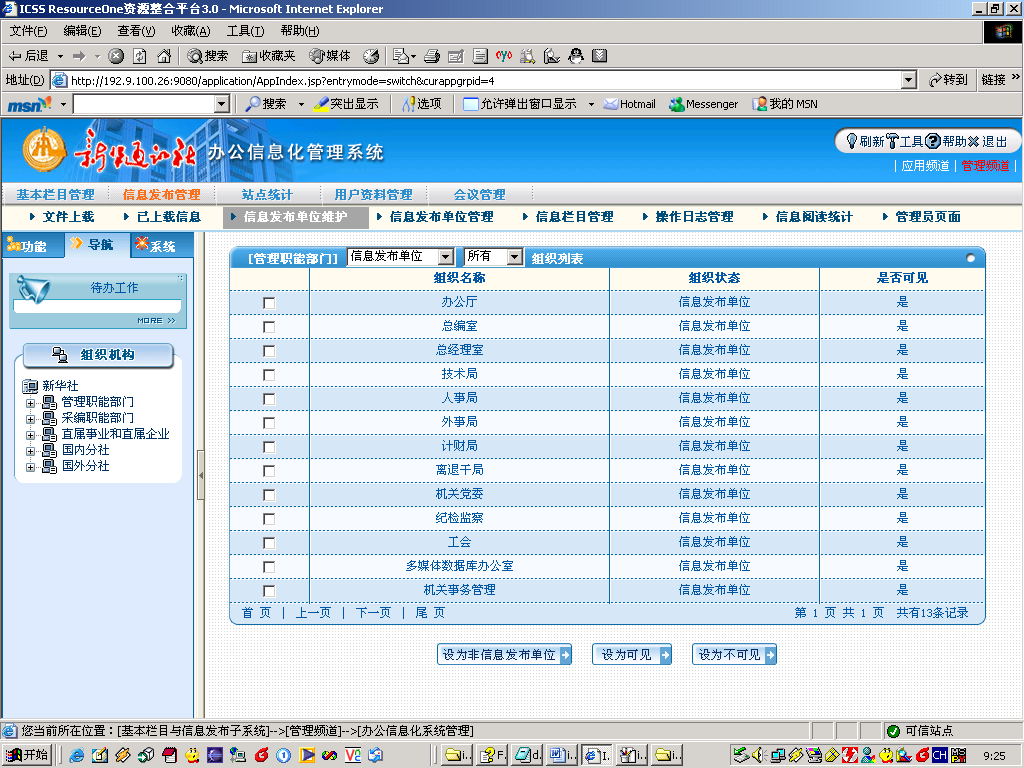 ICSS ResourceOne资源整合平台3.0 - Microsoft Internet Explorer
文件(F) 编辑(E) 查看(V) 收藏(A) 工具(T) 帮助(H)
后退 搜索 收藏夹 媒体
地址(D) http://192.9.100.26:9080/application/AppIndex.jsp?entrymode=switch&curappgrpid=4 转到 链接 »
msn 搜索 突出显示 选项 允许弹出窗口显示 Hotmail Messenger 我的 MSN
新华通讯社 办公信息化管理系统
刷新 工具 帮助 退出
| 应用频道 | 管理频道 |
基本栏目管理 信息发布管理 站点统计 用户资料管理 会议管理
文件上载 已上载信息 信息发布单位维护 信息发布单位管理 信息栏目管理 操作日志管理 信息阅读统计 管理员页面
功能 导航 系统
待办工作
MORE >>
组织机构
新华社
管理职能部门
采编职能部门
直属事业和直属企业
国内分社
国外分社
[管理职能部门] 信息发布单位 所有 组织列表
组织名称 组织状态 是否可见
办公厅 信息发布单位 是
总编室 信息发布单位 是
总经理室 信息发布单位 是
技术局 信息发布单位 是
人事局 信息发布单位 是
外事局 信息发布单位 是
计财局 信息发布单位 是
离退干局 信息发布单位 是
机关党委 信息发布单位 是
纪检监察 信息发布单位 是
工会 信息发布单位 是
多媒体数据库办公室 信息发布单位 是
机关事务管理 信息发布单位 是
首 页 | 上一页 | 下一页 | 尾 页 第 1 页 共 1 页 共有13条记录
设为非信息发布单位 设为可见 设为不可见
您当前所在位置：[基本栏目与信息发布子系统]-->[管理频道]-->[办公信息化系统管理] 可信站点
开始 i.. F. d. i.. I. i.. i.. CH 9:25